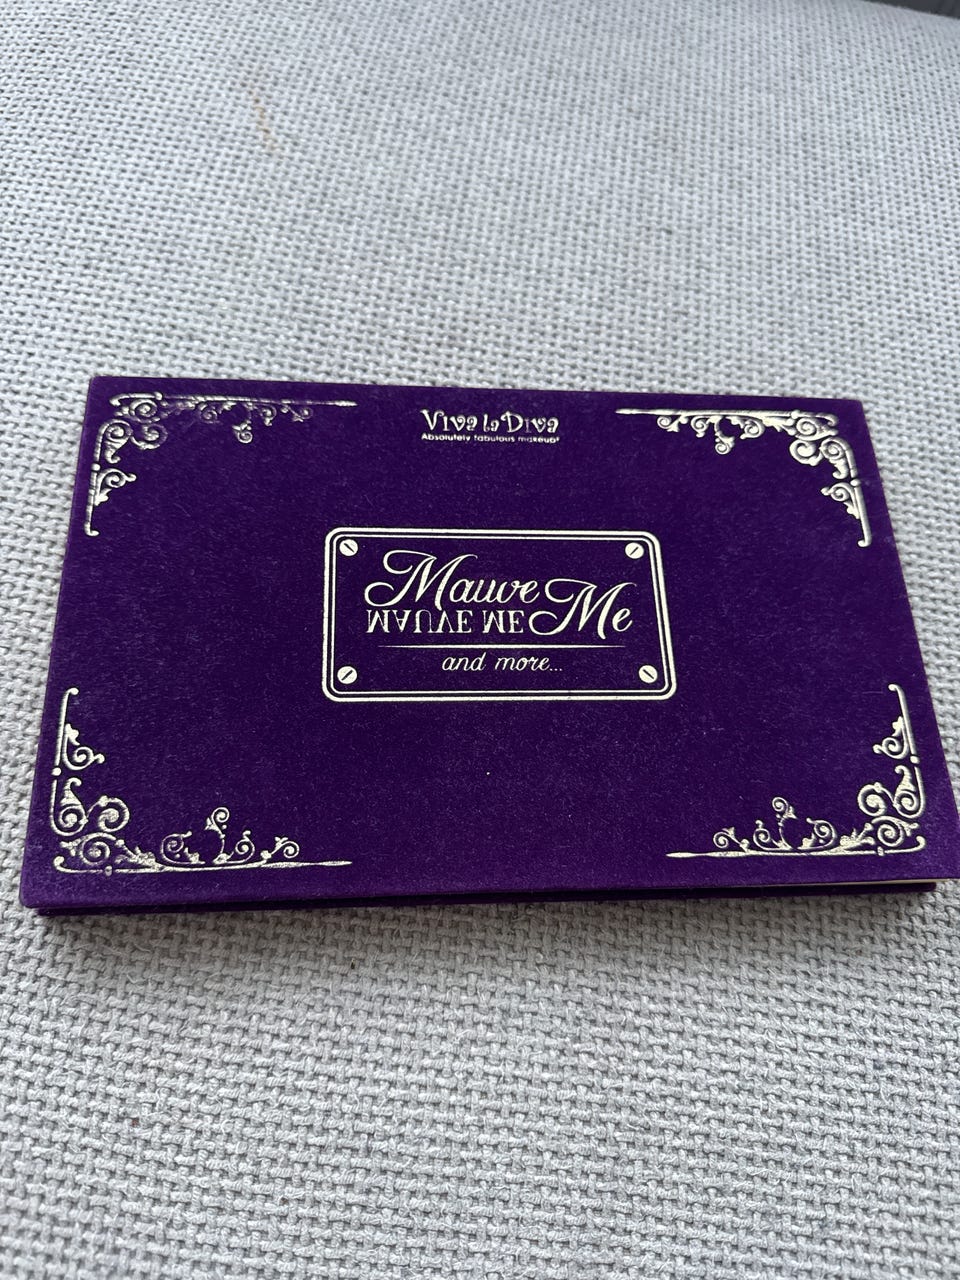 Viva la Diva
Absolutely fabulous makeup!
Mauve Me
MAUVE ME
and more...